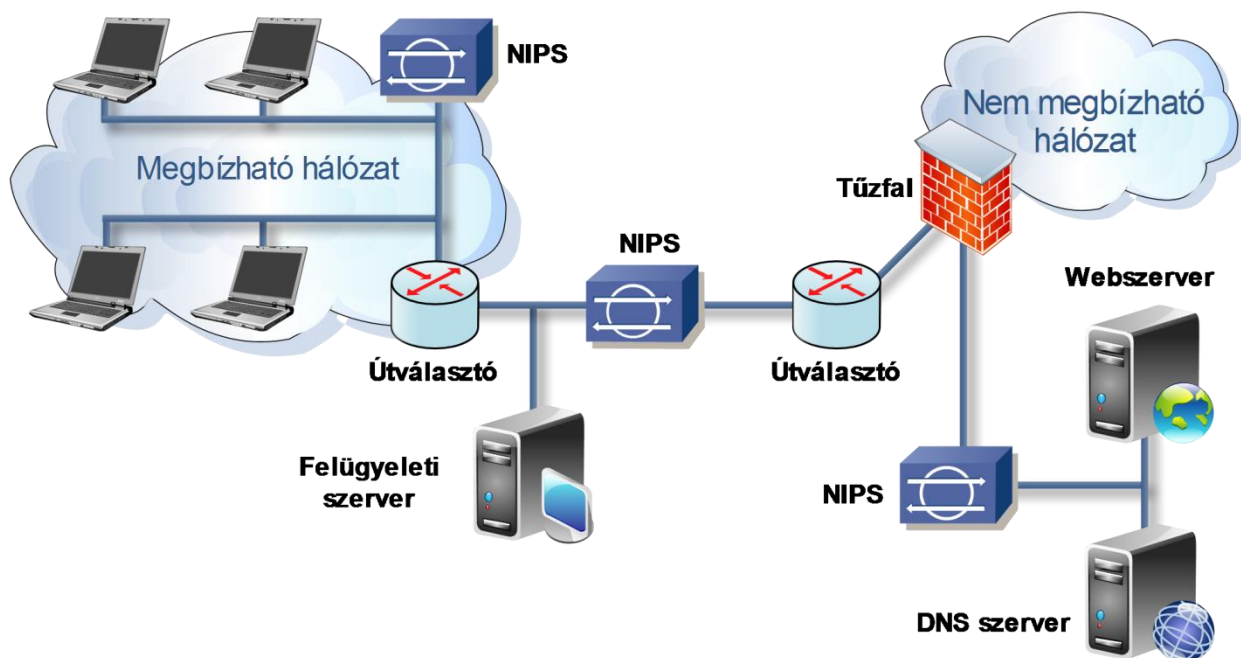 NIPS
Megbízható hálózat
Nem megbízható
hálózat
Tűzfal
NIPS
Webszerver
Útválasztó
Útválasztó
Felügyeleti
szerver
NIPS
DNS szerver